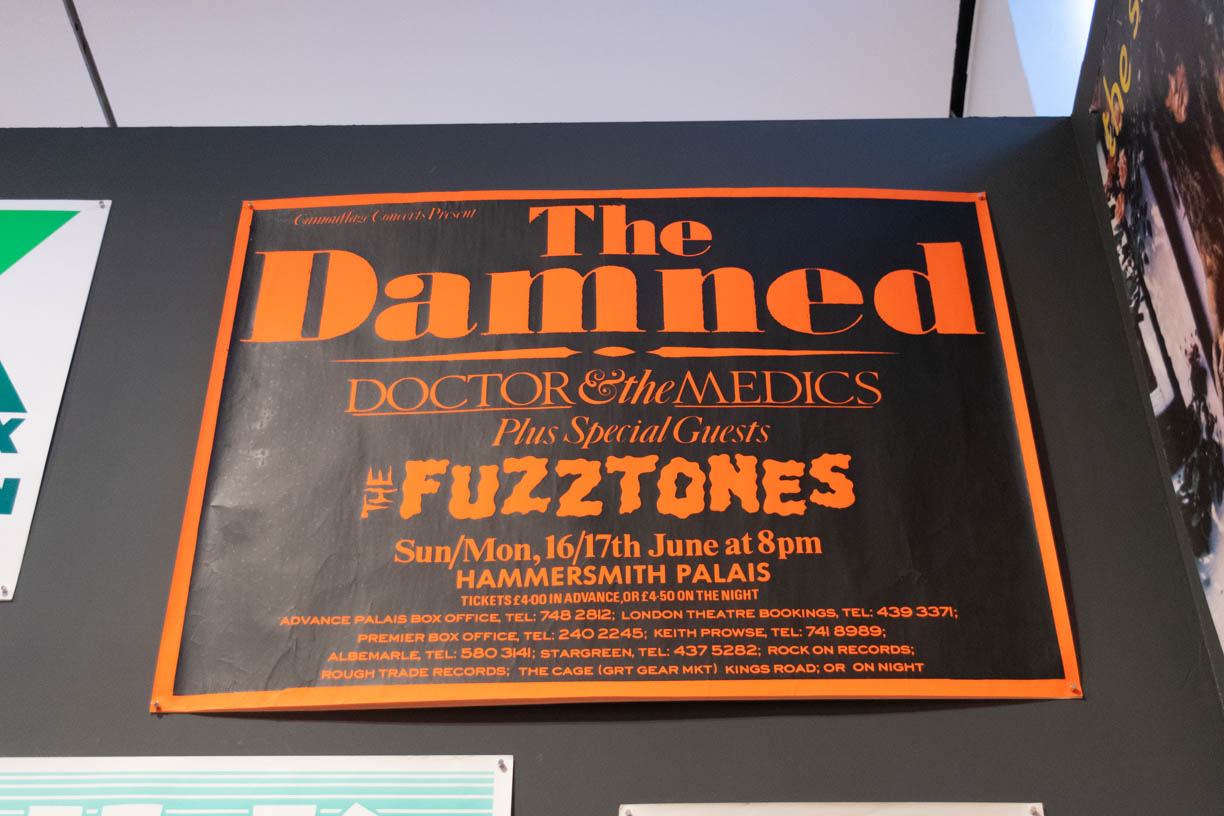 Camouflage Concerts Present
The
Damned
DOCTOR & the MEDICS
Plus Special Guests
THE FUZZTONES
Sun/Mon, 16/17th June at 8pm
HAMMERSMITH PALAIS
TICKETS £4·00 IN ADVANCE, OR £4·50 ON THE NIGHT
ADVANCE PALAIS BOX OFFICE, TEL: 748 2812; LONDON THEATRE BOOKINGS, TEL: 439 3371;
PREMIER BOX OFFICE, TEL: 240 2245; KEITH PROWSE, TEL: 741 8989;
ALBEMARLE, TEL: 580 3141; STARGREEN, TEL: 437 5282; ROCK ON RECORDS;
ROUGH TRADE RECORDS; THE CAGE (GRT GEAR MKT) KINGS ROAD; OR ON NIGHT
the